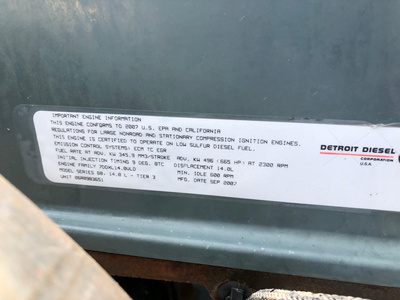 IMPORTANT ENGINE INFORMATION
THIS ENGINE CONFORMS TO 2007 U.S. EPA AND CALIFORNIA
REGULATIONS FOR LARGE NONROAD AND STATIONARY COMPRESSION IGNITION ENGINES.
THIS ENGINE IS CERTIFIED TO OPERATE ON LOW SULFUR DIESEL FUEL.
EMISSION CONTROL SYSTEMS: ECM TC EGR
FUEL RATE AT ADV. KW 345.9 MM3/STROKE ADV. KW 496 (665 HP) AT 2300 RPM
INITIAL INJECTION TIMING 9 DEG. BTC DISPLACEMENT 14.0L
ENGINE FAMILY 7DDXL14.0VLD MIN. IDLE 600 RPM
MODEL SERIES 60: 14.0 L - TIER 3 MFG. DATE SEP 2007
UNIT
DETROIT DIESEL
CORPORATION
U.S.A.